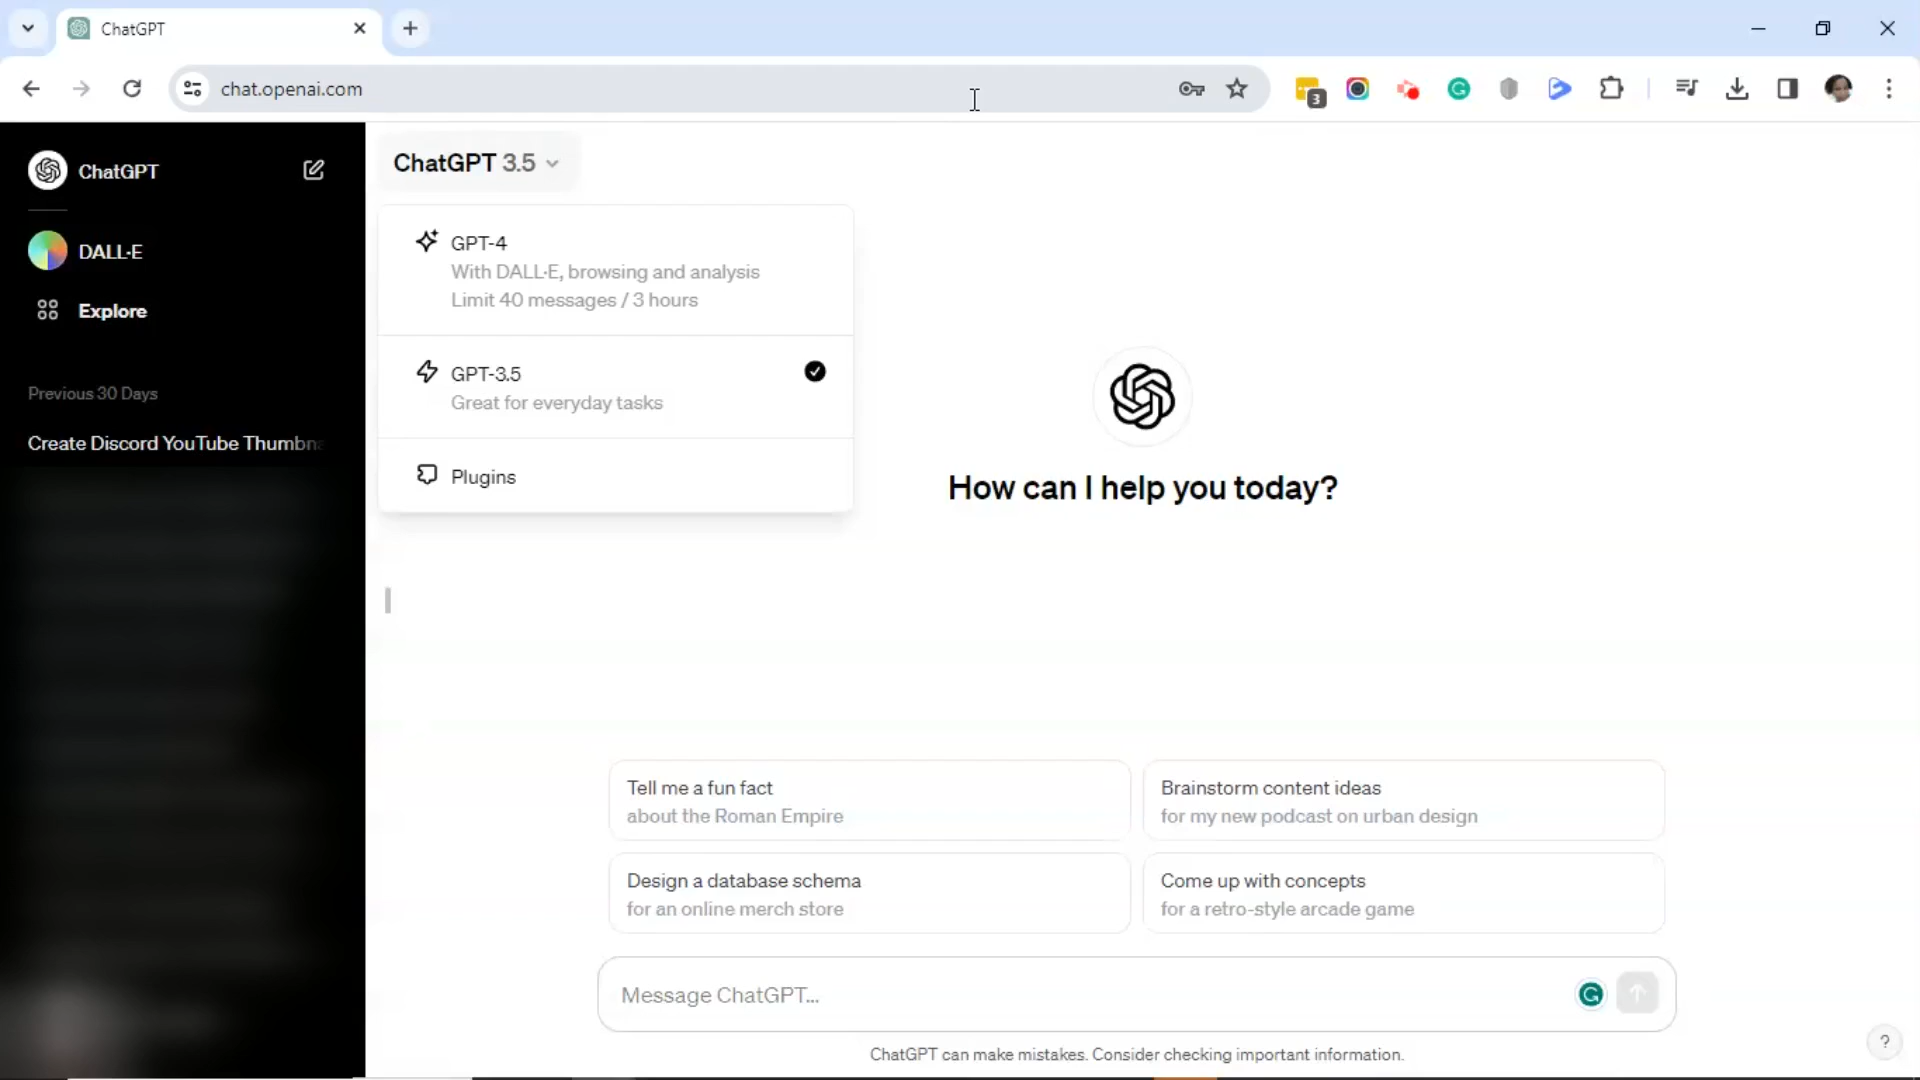 ChatGPT
chat.openai.com
3
ChatGPT
DALL·E
Explore
Previous 30 Days
Create Discord YouTube Thumbn
ChatGPT 3.5
GPT-4
With DALL·E, browsing and analysis
Limit 40 messages / 3 hours
GPT-3.5
Great for everyday tasks
Plugins
How can I help you today?
Tell me a fun fact
about the Roman Empire
Brainstorm content ideas
for my new podcast on urban design
Design a database schema
for an online merch store
Come up with concepts
for a retro-style arcade game
Message ChatGPT...
ChatGPT can make mistakes. Consider checking important information.
?